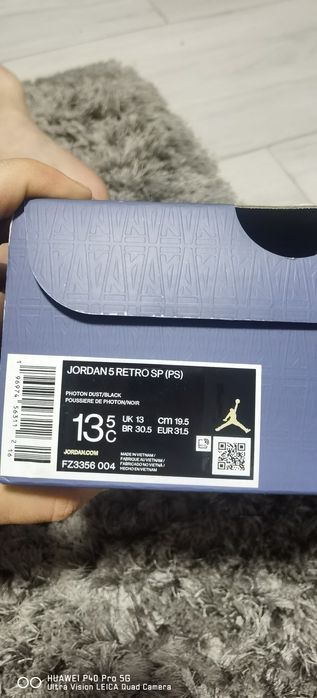 JORDAN 5 RETRO SP (PS)
PHOTON DUST/BLACK
POUSSIERE DE PHOTON/NOIR
13.5C
UK 13 CM 19.5
BR 30.5 EUR 31.5
JORDAN.COM
FZ3356 004
MADE IN VIETNAM /
FABRIQUE AU VIETNAM /
FABRICADO NO VIETNÃ /
HECHO EN VIETNAM
HUAWEI P40 Pro 5G
Ultra Vision LEICA Quad Camera